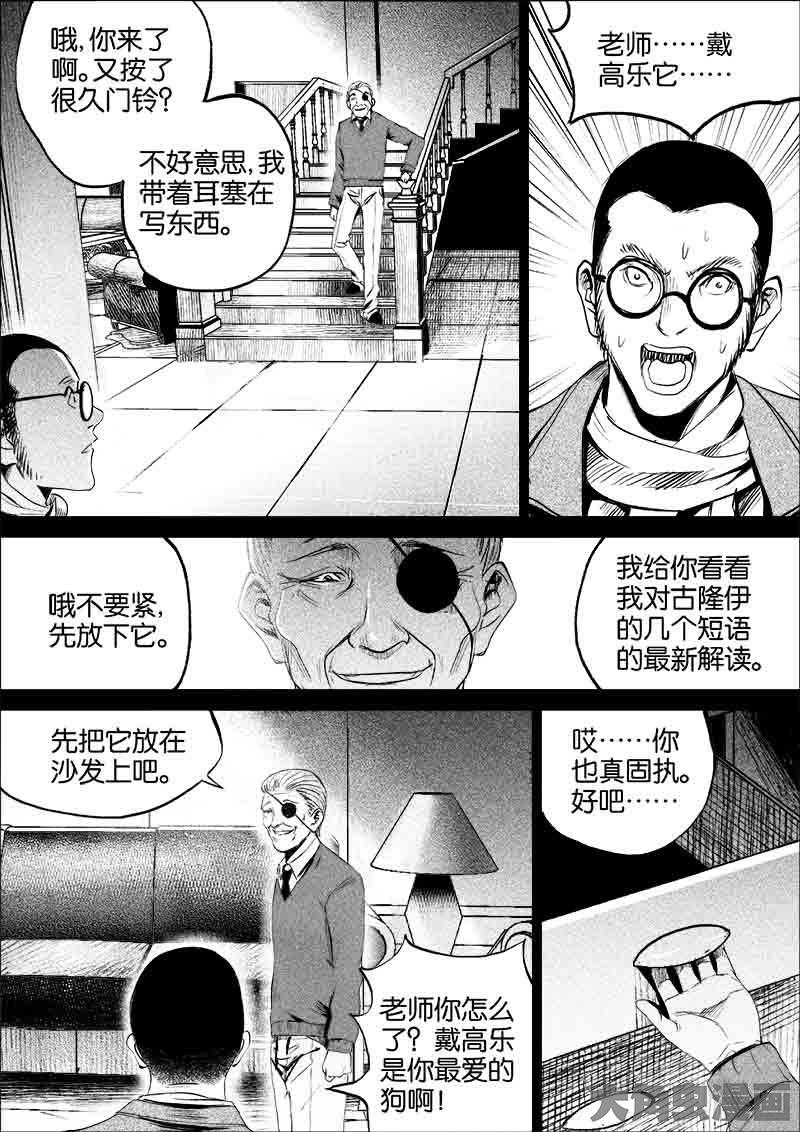 哦,你来了
啊。又按了
很久门铃?
不好意思,我
带着耳塞在
写东西。
老师……戴
高乐它……
哦不要紧,
先放下它。
我给你看看
我对古隆伊
的几个短语
的最新解读。
先把它放在
沙发上吧。
老师你怎么
了?戴高乐
是你最爱的
狗啊!
哎……你
也真固执。
好吧……
大角虫漫画